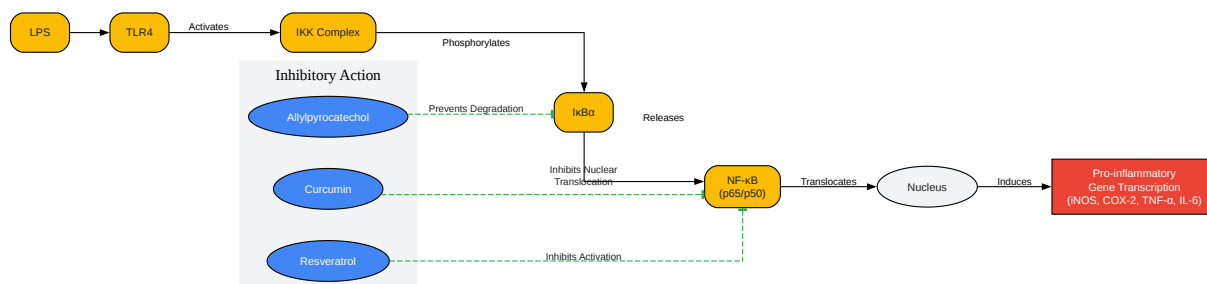 LPS
TLR4
Activates
IKK Complex
Phosphorylates
Inhibitory Action
Allylpyrocatechol
Prevents Degradation
IκBα
Releases
Curcumin
Inhibits Nuclear
Translocation
NF-κB
(p65/p50)
Translocates
Nucleus
Induces
Pro-inflammatory
Gene Transcription
(iNOS, COX-2, TNF-α, IL-6)
Resveratrol
Inhibits Activation